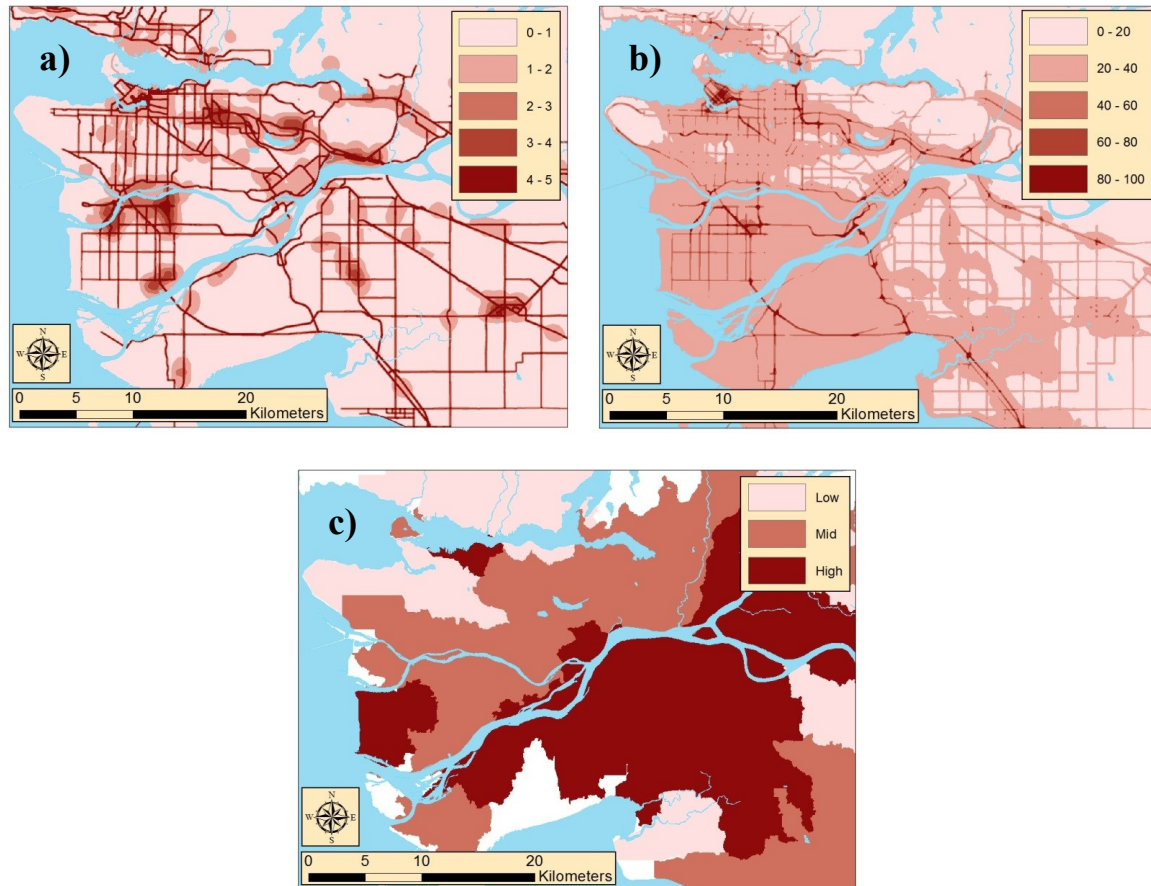 a)
0 - 1
1 - 2
2 - 3
3 - 4
4 - 5
N
W E
S
0 5 10 20
Kilometers
b)
0 - 20
20 - 40
40 - 60
60 - 80
80 - 100
N
W E
S
0 5 10 20
Kilometers
c)
Low
Mid
High
N
W E
S
0 5 10 20
Kilometers